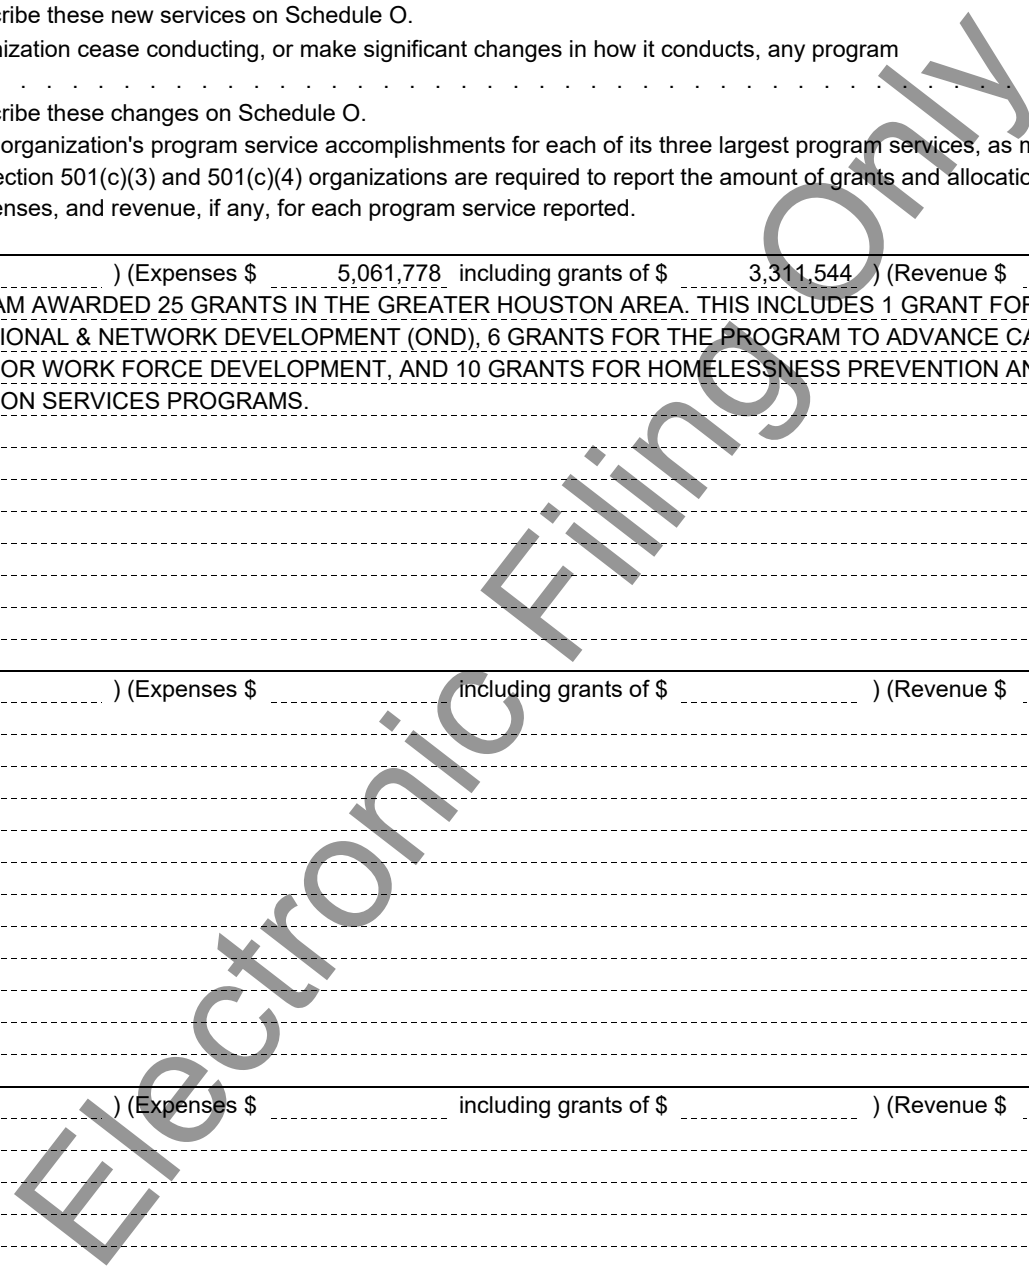 ribe these new services on Schedule O.
nization cease conducting, or make significant changes in how it conducts, any program
. . . . . . . . . . . . . . . . . . . . . . . . . . . . . . . . . . . . . . .
ribe these changes on Schedule O.
organization's program service accomplishments for each of its three largest program services, as m
ection 501(c)(3) and 501(c)(4) organizations are required to report the amount of grants and allocatio
enses, and revenue, if any, for each program service reported.
) (Expenses $ 5,061,778 including grants of $ 3,311,544 ) (Revenue $
AM AWARDED 25 GRANTS IN THE GREATER HOUSTON AREA. THIS INCLUDES 1 GRANT FOR
IONAL & NETWORK DEVELOPMENT (OND), 6 GRANTS FOR THE PROGRAM TO ADVANCE CA
OR WORK FORCE DEVELOPMENT, AND 10 GRANTS FOR HOMELESSNESS PREVENTION AN
ON SERVICES PROGRAMS.
) (Expenses $ including grants of $ ) (Revenue $
) (Expenses $ including grants of $ ) (Revenue $
Electronic Filing Only